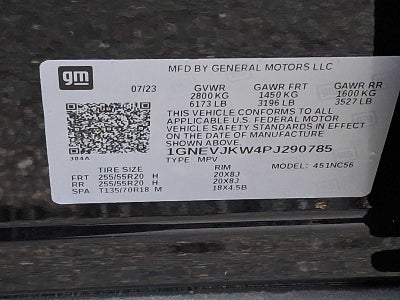 gm
MFD BY GENERAL MOTORS LLC
07/23 GVWR GAWR FRT GAWR RR
2800 KG 1450 KG 1600 KG
6173 LB 3196 LB 3527 LB
THIS VEHICLE CONFORMS TO ALL
APPLICABLE U.S. FEDERAL MOTOR
VEHICLE SAFETY STANDARDS IN EFFECT
ON THE DATE OF MANUFACTURE
SHOWN ABOVE.
384A 1GNEVJKW4PJ290785
TYPE MPV MODEL: 451NC56
TIRE SIZE RIM
FRT 255/55R20 H 20X8J
RR 255/55R20 H 20X8J
SPA T135/70R18 M 18X4.5B